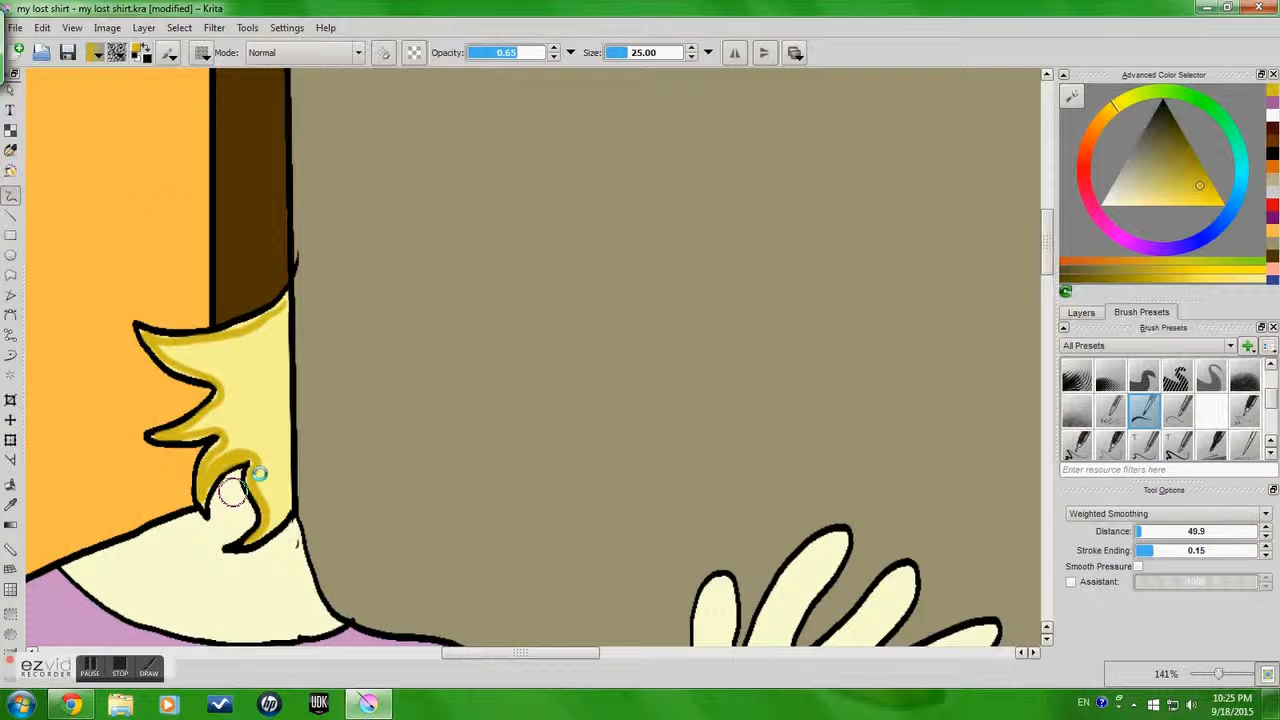 my lost shirt - my lost shirt.kra [modified] – Krita
File Edit View Image Layer Select Filter Tools Settings Help
Mode: Normal Opacity: 0.65 Size: 25.00
Advanced Color Selector
Brush Presets
Layers Brush Presets
All Presets
Enter resource filters here
Tool Options
Weighted Smoothing
Distance: 49.9
Stroke Ending: 0.15
Smooth Pressure
Assistant:
ezvid
RECORDER
PAUSE STOP DRAW
141%
UDK
EN
10:25 PM
9/18/2015